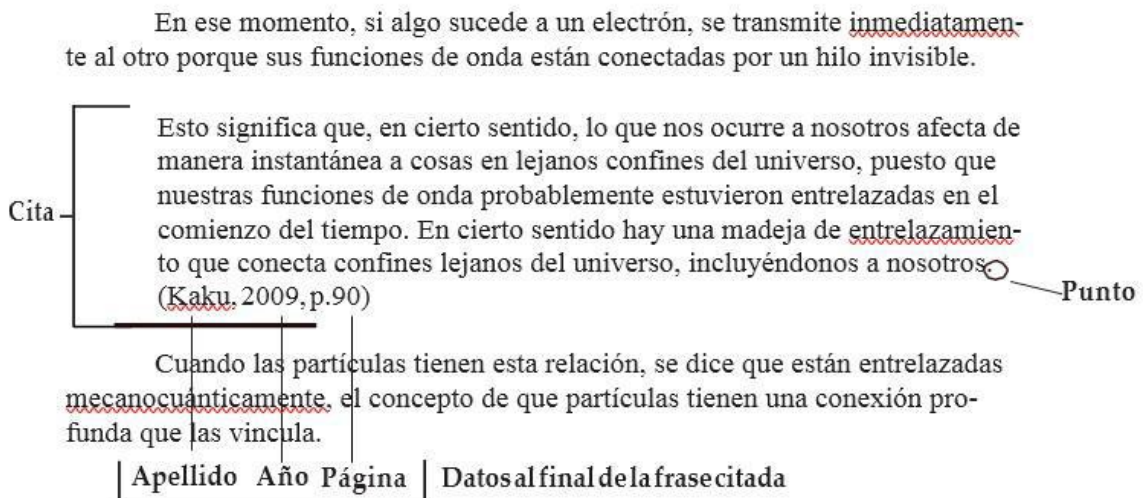 En ese momento, si algo sucede a un electrón, se transmite inmediatamen-
te al otro porque sus funciones de onda están conectadas por un hilo invisible.
Esto significa que, en cierto sentido, lo que nos ocurre a nosotros afecta de
manera instantánea a cosas en lejanos confines del universo, puesto que
nuestras funciones de onda probablemente estuvieron entrelazadas en el
Cita
comienzo del tiempo. En cierto sentido hay una madeja de entrelazamien-
to que conecta confines lejanos del universo, incluyéndonos a nosotros.
(Kaku, 2009, p.90)
Punto
Cuando las partículas tienen esta relación, se dice que están entrelazadas
mecanocuánticamente, el concepto de que partículas tienen una conexión pro-
funda que las vincula.
Apellido Año Página Datos al final de la frase citada